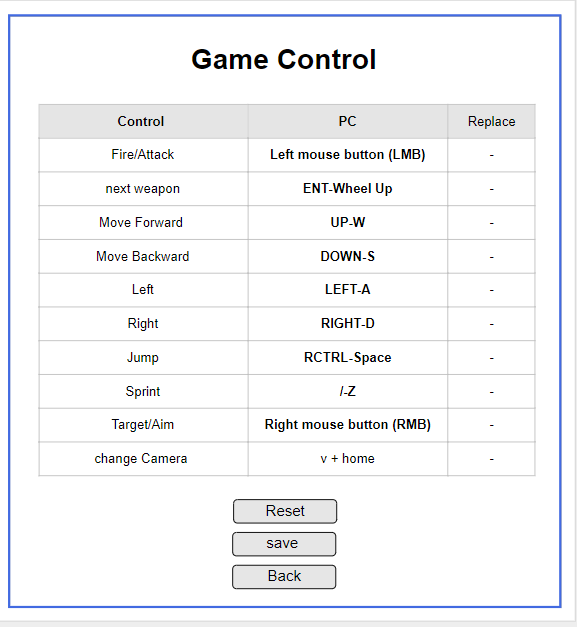 Game Control
Control PC Replace
Fire/Attack Left mouse button (LMB) -
next weapon ENT-Wheel Up -
Move Forward UP-W -
Move Backward DOWN-S -
Left LEFT-A -
Right RIGHT-D -
Jump RCTRL-Space -
Sprint /-Z -
Target/Aim Right mouse button (RMB) -
change Camera v + home -
Reset
save
Back